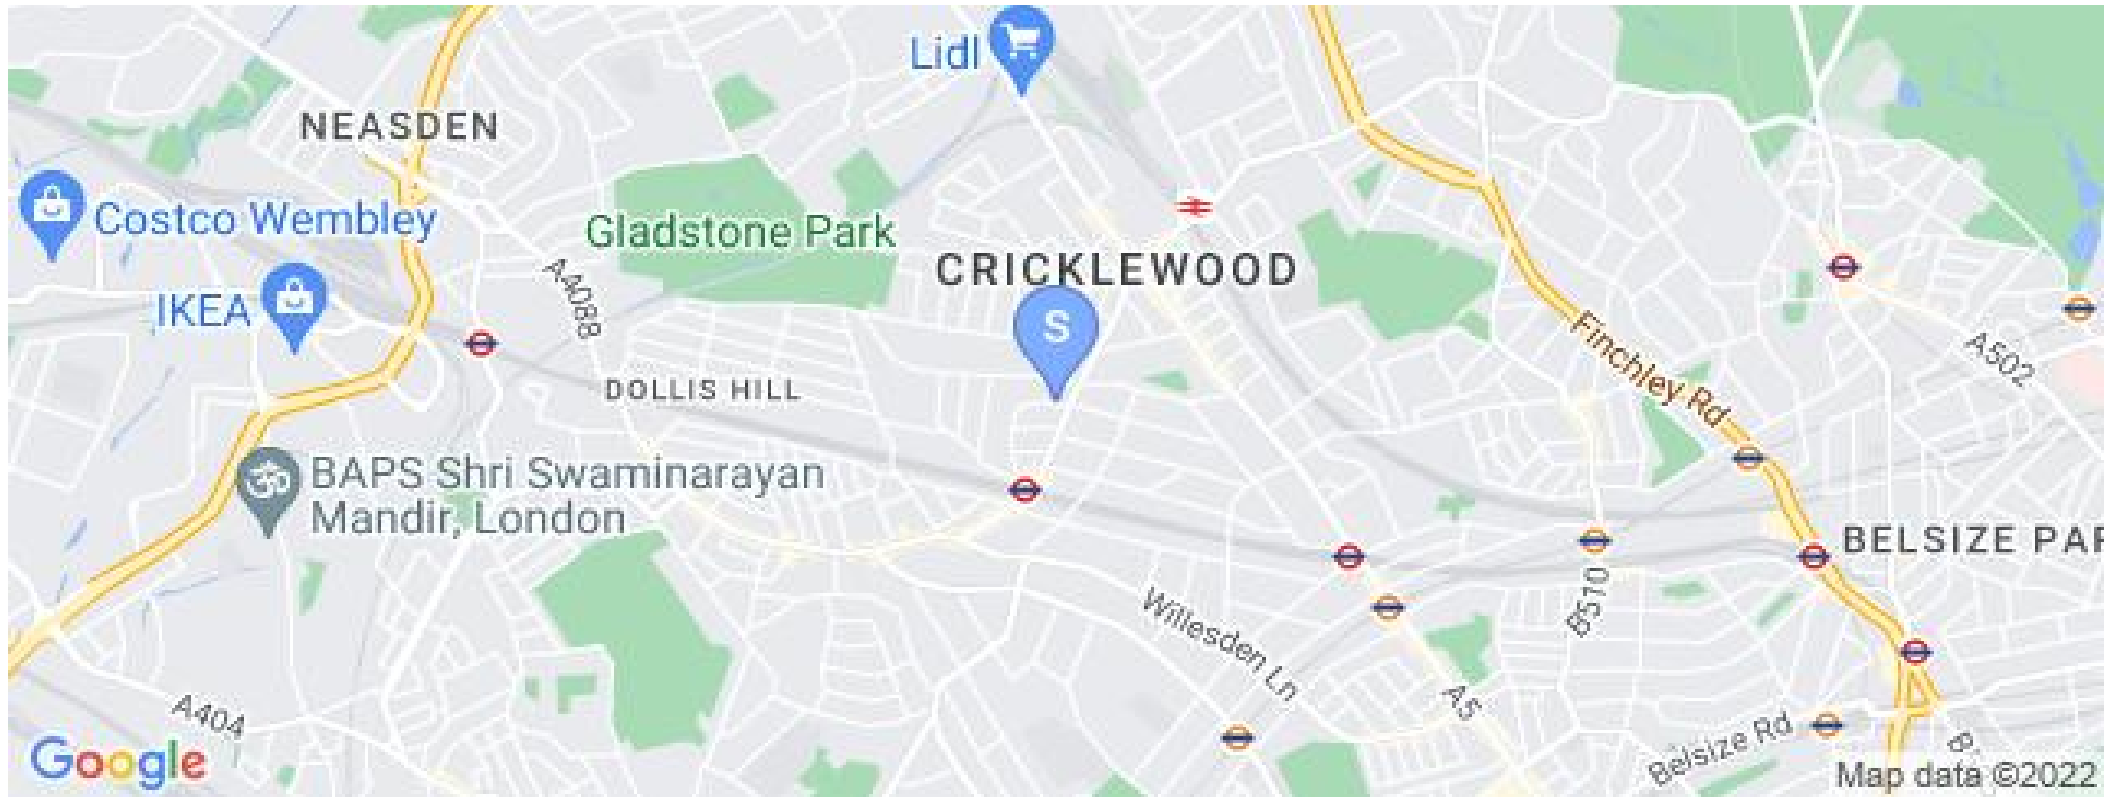 Lidl
NEASDEN
Costco Wembley
Gladstone Park
CRICKLEWOOD
A4088
IKEA
S
Finchley Rd
A502
DOLLIS HILL
BAPS Shri Swaminarayan
Mandir, London
BELSIZE PAR
B510
Willesden Ln
A5
A404
Belsize Rd
B
Google
Map data ©2022